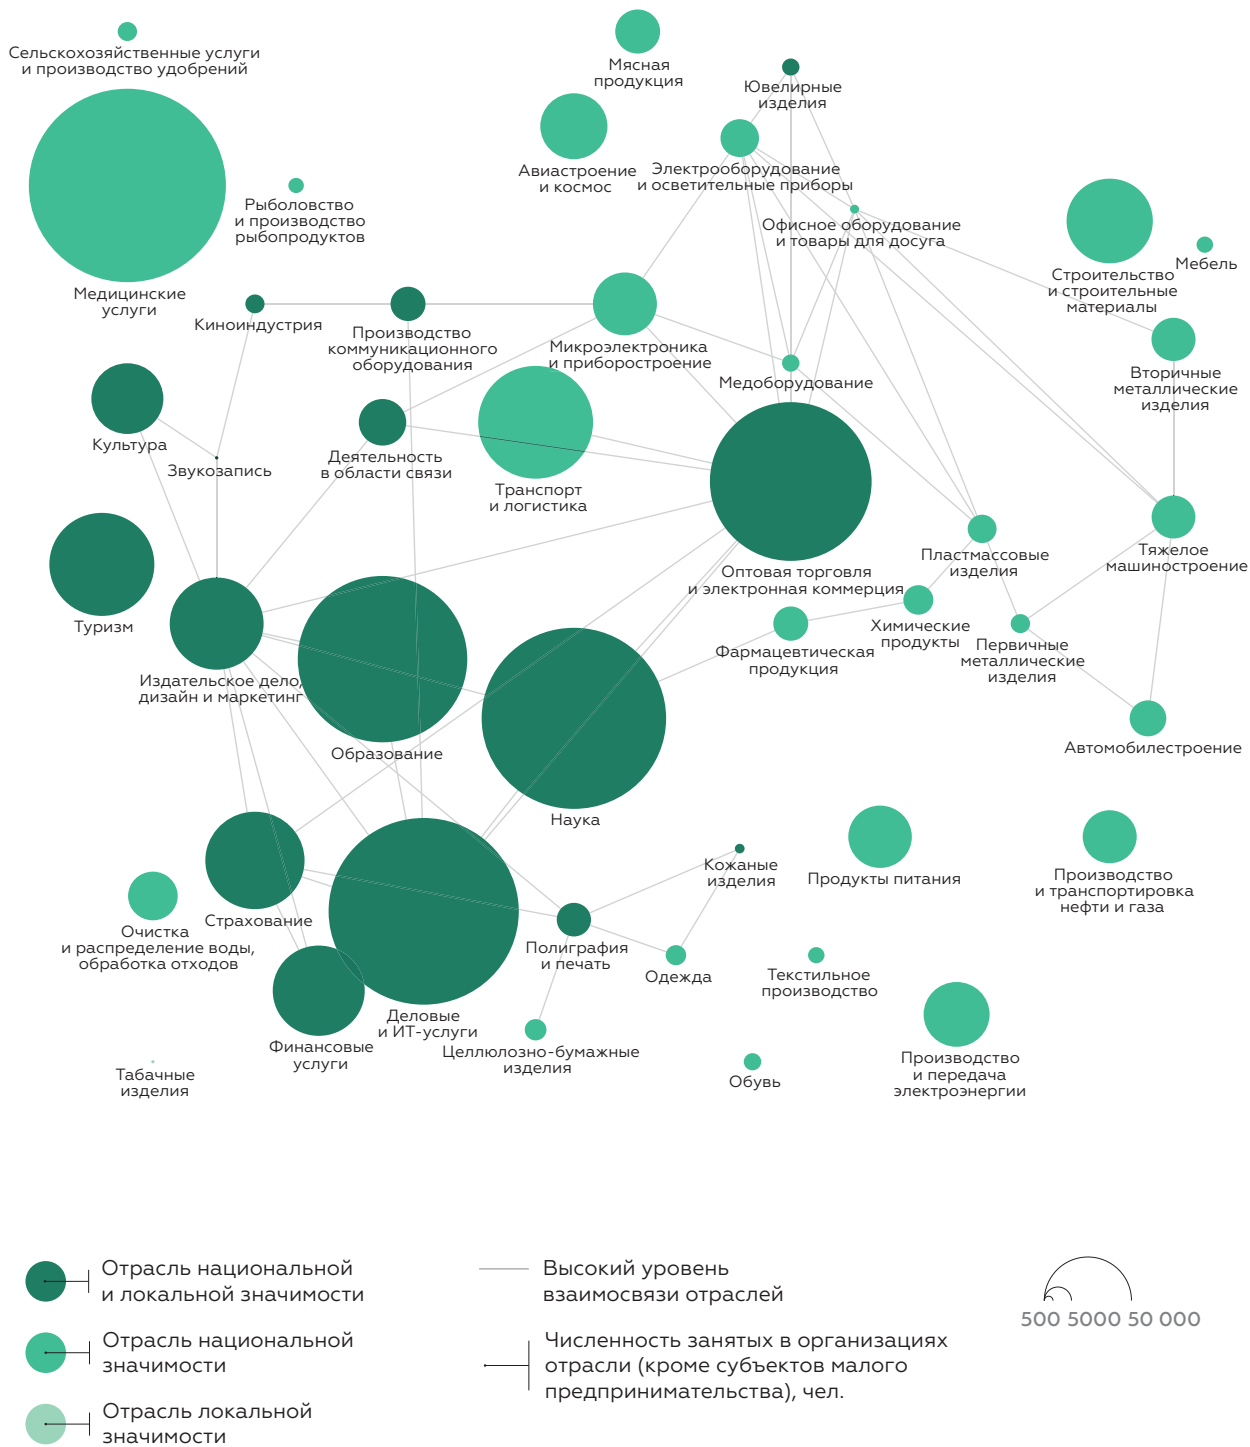 Сельскохозяйственные услуги
и производство удобрений
Мясная
продукция
Ювелирные
изделия
Авиастроение
и космос
Электрооборудование
и осветительные приборы
Рыболовство
и производство
рыбопродуктов
Офисное оборудование
и товары для досуга
Строительство
и строительные
материалы
Мебель
Медицинские
услуги
Киноиндустрия
Производство
коммуникационного
оборудования
Микроэлектроника
и приборостроение
Медоборудование
Вторичные
металлические
изделия
Культура
Звукозапись
Деятельность
в области связи
Транспорт
и логистика
Оптовая торговля
и электронная коммерция
Пластмассовые
изделия
Тяжелое
машиностроение
Туризм
Издательское дело,
дизайн и маркетинг
Образование
Фармацевтическая
продукция
Химические
продукты
Первичные
металлические
изделия
Автомобилестроение
Наука
Кожаные
изделия
Продукты питания
Производство
и транспортировка
нефти и газа
Страхование
Очистка
и распределение воды,
обработка отходов
Полиграфия
и печать
Одежда
Текстильное
производство
Деловые
и ИТ-услуги
Финансовые
услуги
Целлюлозно-бумажные
изделия
Производство
и передача
электроэнергии
Табачные
изделия
Обувь
Отрасль национальной
и локальной значимости
Отрасль национальной
значимости
Отрасль локальной
значимости
Высокий уровень
взаимосвязи отраслей
Численность занятых в организациях
отрасли (кроме субъектов малого
предпринимательства), чел.
500 5000 50 000